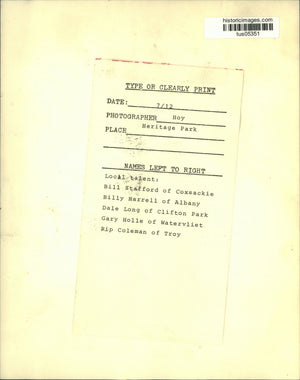 historicimages.com
tus05351
TYPE OR CLEARLY PRINT
DATE: 7/12
PHOTOGRAPHER Hoy
PLACE Heritage Park
NAMES LEFT TO RIGHT
Local talent:
Bill Stafford of Coxsackie
Billy Harrell of Albany
Dale Long of Clifton Park
Gary Holle of Watervliet
Rip Coleman of Troy